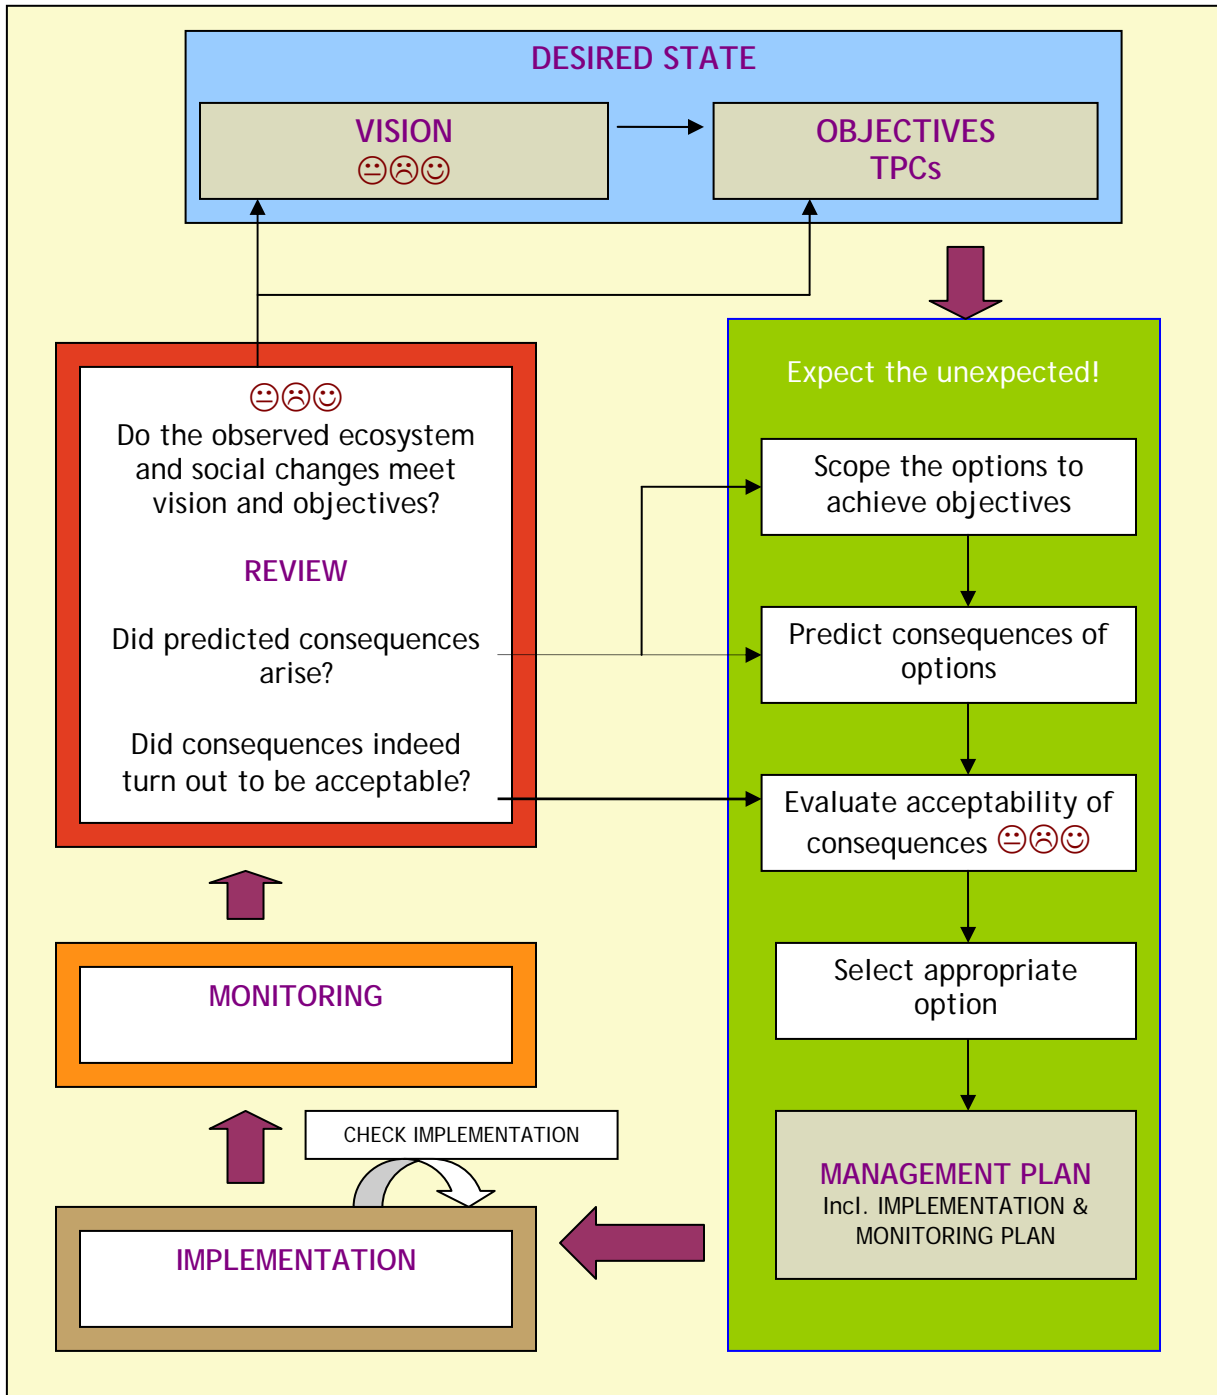 DESIRED STATE
VISION
OBJECTIVES
TPCs
Do the observed ecosystem
and social changes meet
vision and objectives?
REVIEW
Did predicted consequences
arise?
Did consequences indeed
turn out to be acceptable?
Expect the unexpected!
Scope the options to
achieve objectives
Predict consequences of
options
Evaluate acceptability of
consequences
Select appropriate
option
MANAGEMENT PLAN
Incl. IMPLEMENTATION &
MONITORING PLAN
MONITORING
CHECK IMPLEMENTATION
IMPLEMENTATION